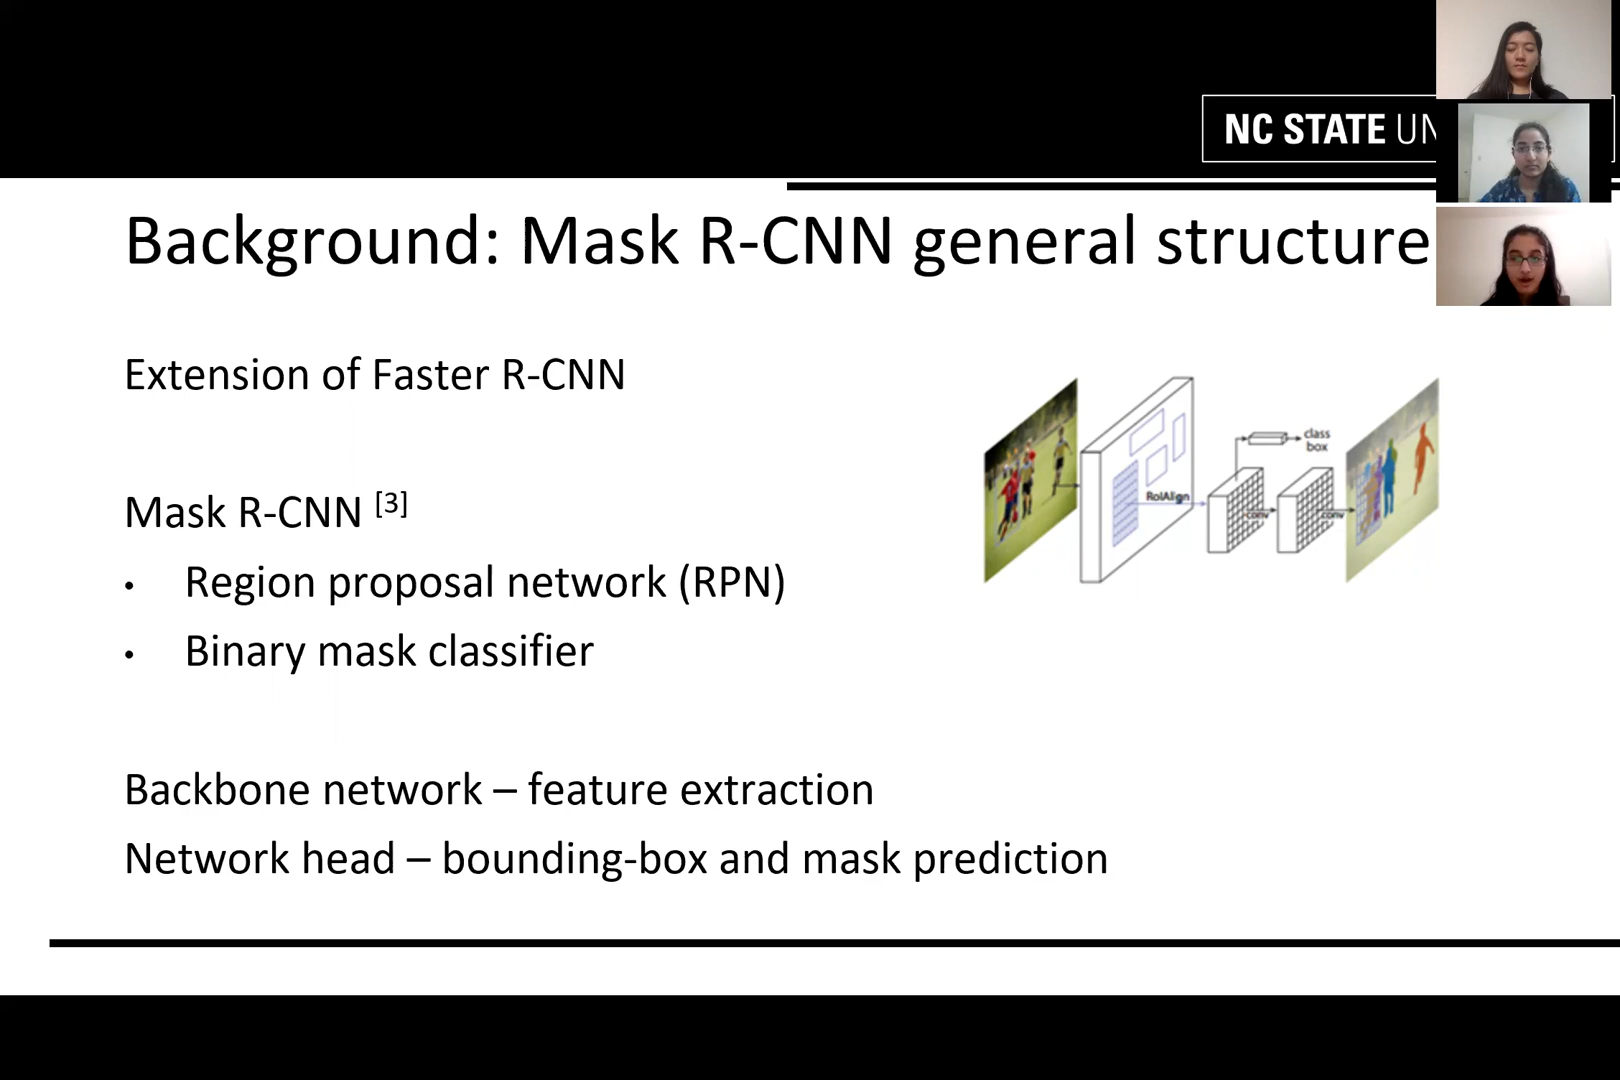 NC STATE UN
Background: Mask R-CNN general structure
Extension of Faster R-CNN
Mask R-CNN [3]
• Region proposal network (RPN)
• Binary mask classifier
Backbone network – feature extraction
Network head – bounding-box and mask prediction
class
box
RoIAlign
conv
conv